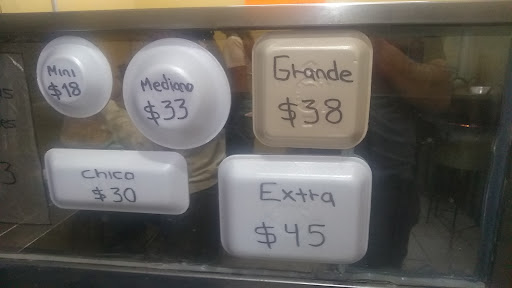 Mini
$18
Mediano
$33
Grande
$38
Chico
$30
Extra
$45